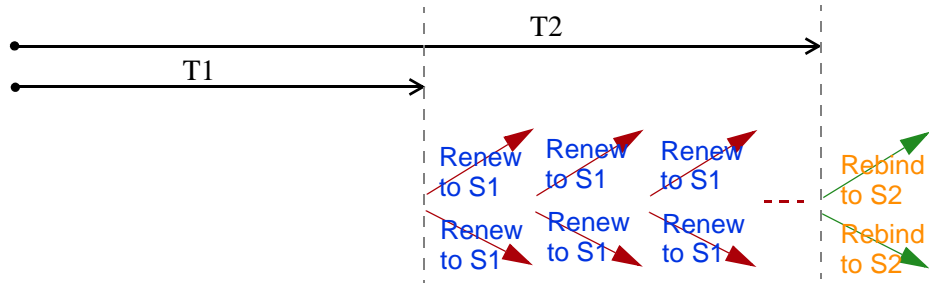 T2
T1
Renew
to S1
Renew
to S1
Renew
to S1
Rebind
to S2
Renew
to S1
Renew
to S1
Renew
to S1
Rebind
to S2